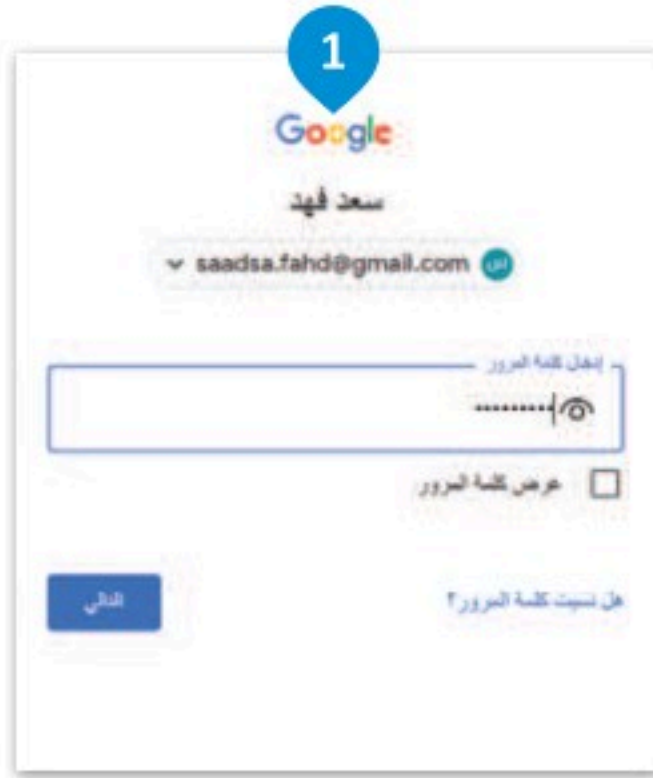 1
Google
سعد فهد
saadsa.fahd@gmail.com
إدخال كلمة المرور
•••••••••
عرض كلمة المرور
هل نسيت كلمة المرور؟
التالي